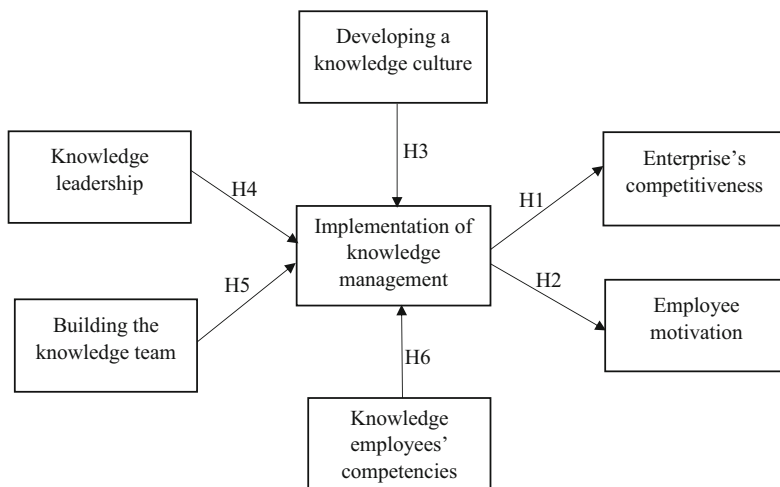 Developing a
knowledge culture
H3
Knowledge
leadership
H4
Enterprise's
competitiveness
H1
Implementation of
knowledge
management
H5
H2
Building the
knowledge team
Employee
motivation
H6
Knowledge
employees’
competencies